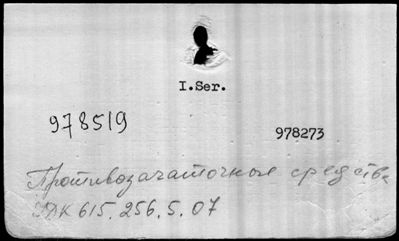 I.Ser.
978519
978273
Противозачаточные средства
УДК 615.256.5.07